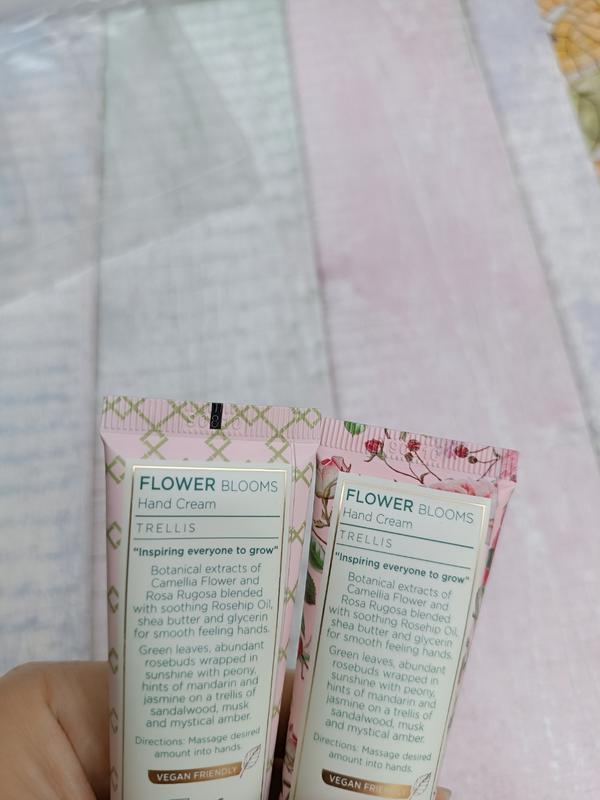 FLOWER BLOOMS
Hand Cream
TRELLIS
"Inspiring everyone to grow"
Botanical extracts of
Camellia Flower and
Rosa Rugosa blended
with soothing Rosehip Oil,
shea butter and glycerin
for smooth feeling hands.
Green leaves, abundant
rosebuds wrapped in
sunshine with peony,
hints of mandarin and
jasmine on a trellis of
sandalwood, musk
and mystical amber.
Directions: Massage desired
amount into hands.
VEGAN FRIENDLY
FLOWER BLOOMS
Hand Cream
TRELLIS
"Inspiring everyone to grow"
Botanical extracts of
Camellia Flower and
Rosa Rugosa blended
with soothing Rosehip Oil,
shea butter and glycerin
for smooth feeling hands.
Green leaves, abundant
rosebuds wrapped in
sunshine with peony,
hints of mandarin and
jasmine on a trellis of
sandalwood, musk
and mystical amber.
Directions: Massage desired
amount into hands.
VEGAN FRIENDLY